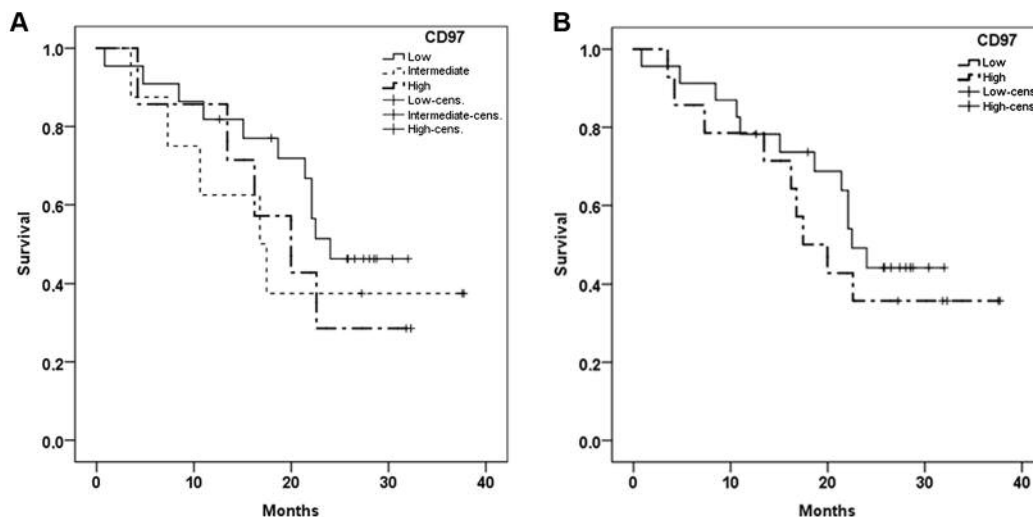 A
CD97
Low
Intermediate
High
Low-cens.
Intermediate-cens.
High-cens.
1.0
0.8
0.6
0.4
0.2
0.0
Survival
0 10 20 30 40
Months
B
CD97
Low
High
Low-cens.
High-cens.
1.0
0.8
0.6
0.4
0.2
0.0
Survival
0 10 20 30 40
Months